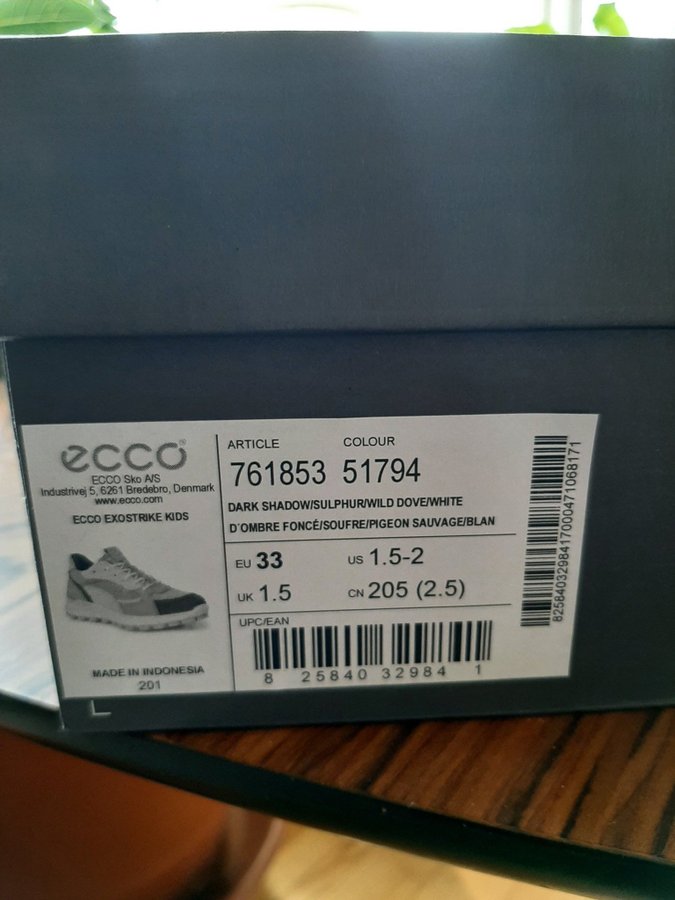 ecco®
ECCO Sko A/S
Industrivej 5, 6261 Bredebro, Denmark
www.ecco.com
ECCO EXOSTRIKE KIDS
MADE IN INDONESIA
201
ARTICLE COLOUR
761853 51794
DARK SHADOW/SULPHUR/WILD DOVE/WHITE
D´OMBRE FONCÉ/SOUFRE/PIGEON SAUVAGE/BLAN
EU 33 US 1.5-2
UK 1.5 CN 205 (2.5)
UPC/EAN
8 25840 32984 1
82584032984170000471068171
L